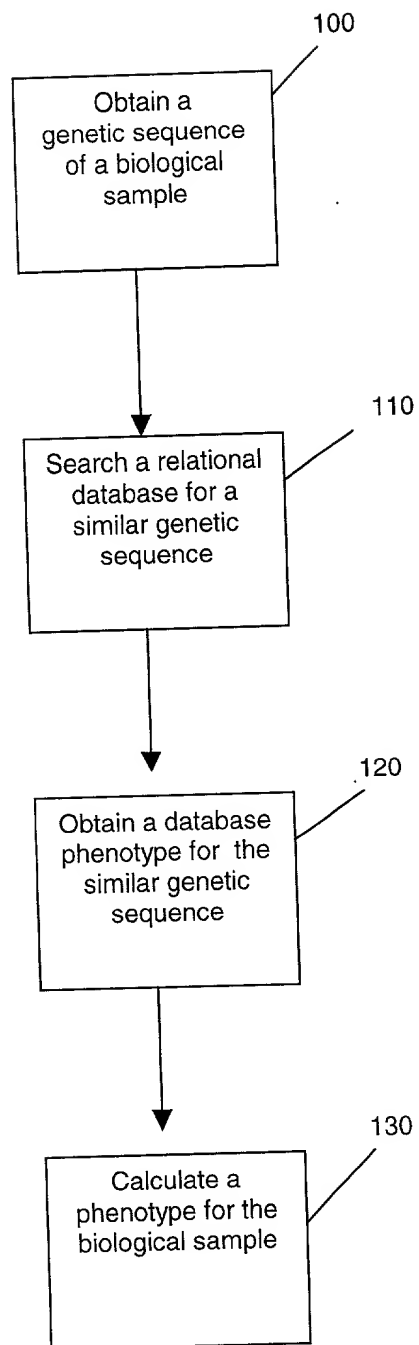 100
Obtain a
genetic sequence
of a biological
sample
110
Search a relational
database for a
similar genetic
sequence
120
Obtain a database
phenotype for the
similar genetic
sequence
130
Calculate a
phenotype for the
biological sample